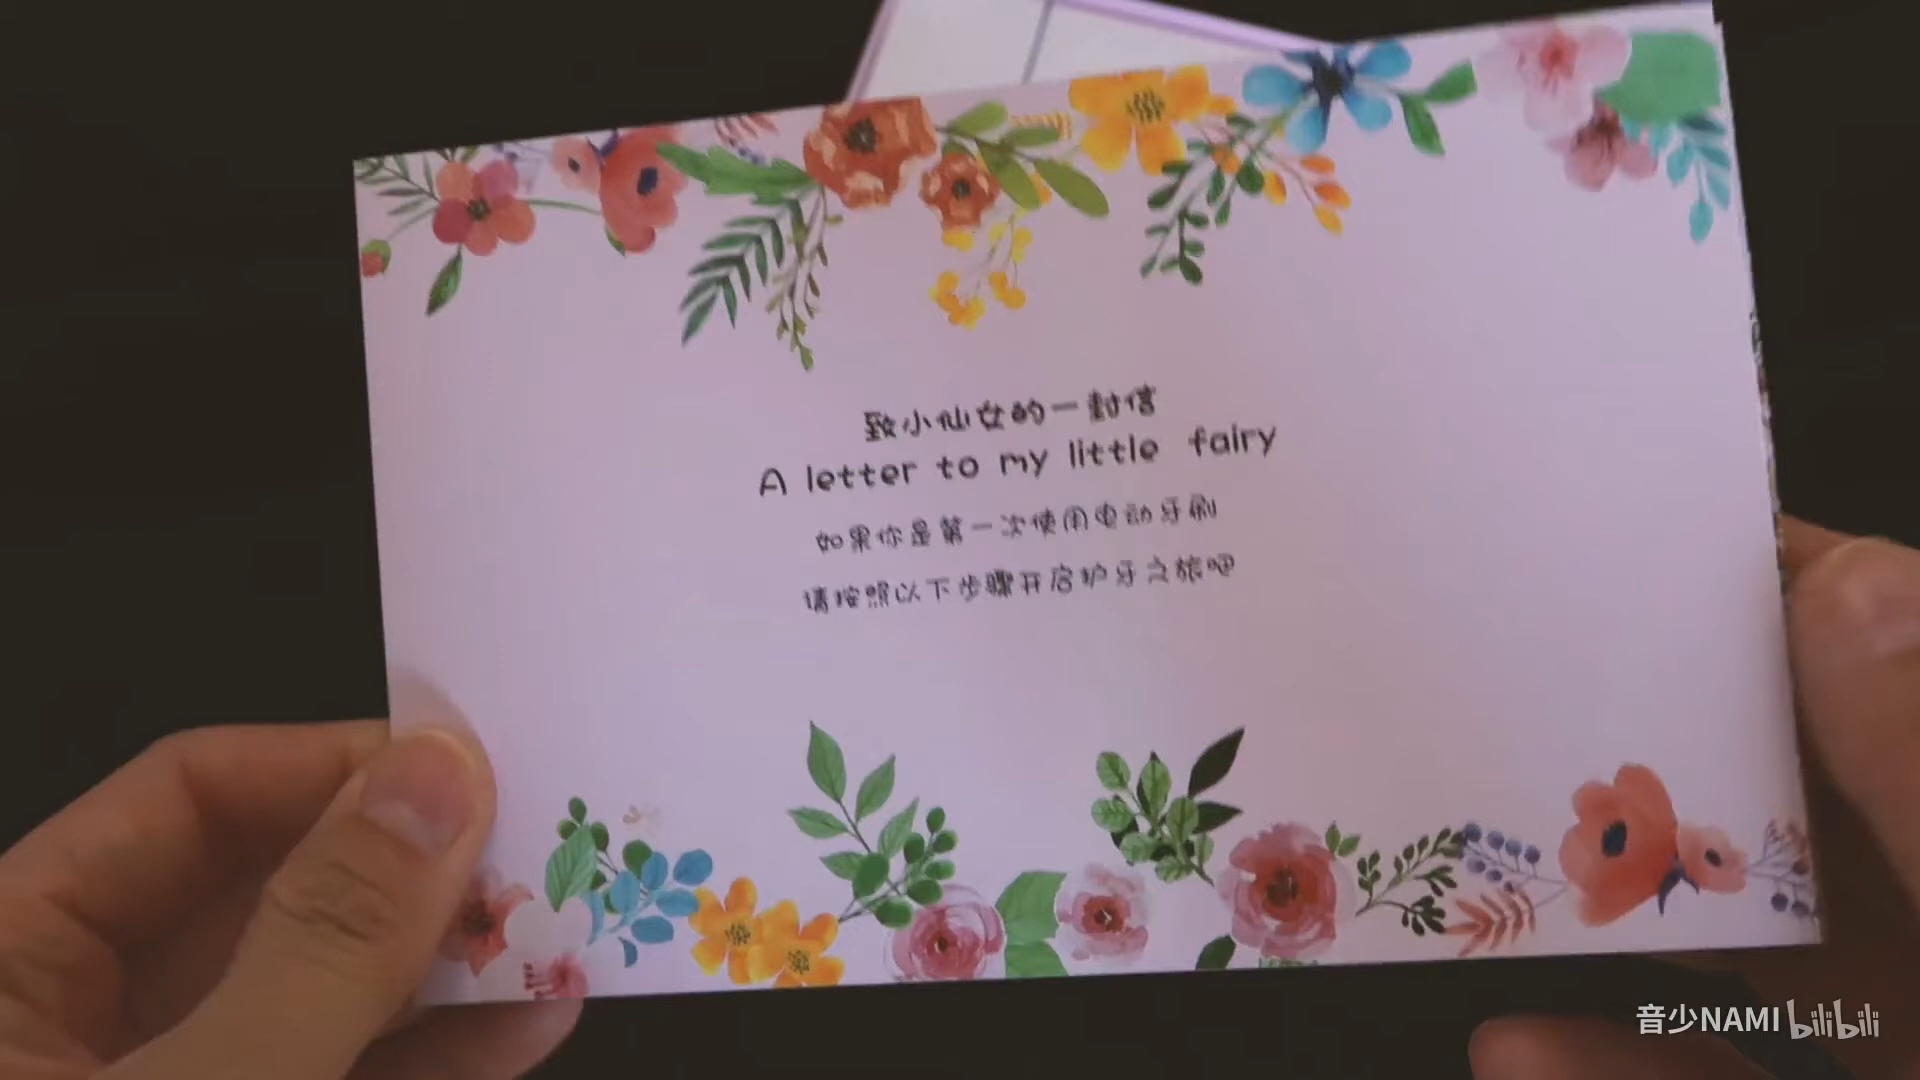 致小仙女的一封信
A letter to my little fairy
如果你是第一次使用电动牙刷
请按照以下步骤开启护牙之旅吧
音少NAMI bilibili